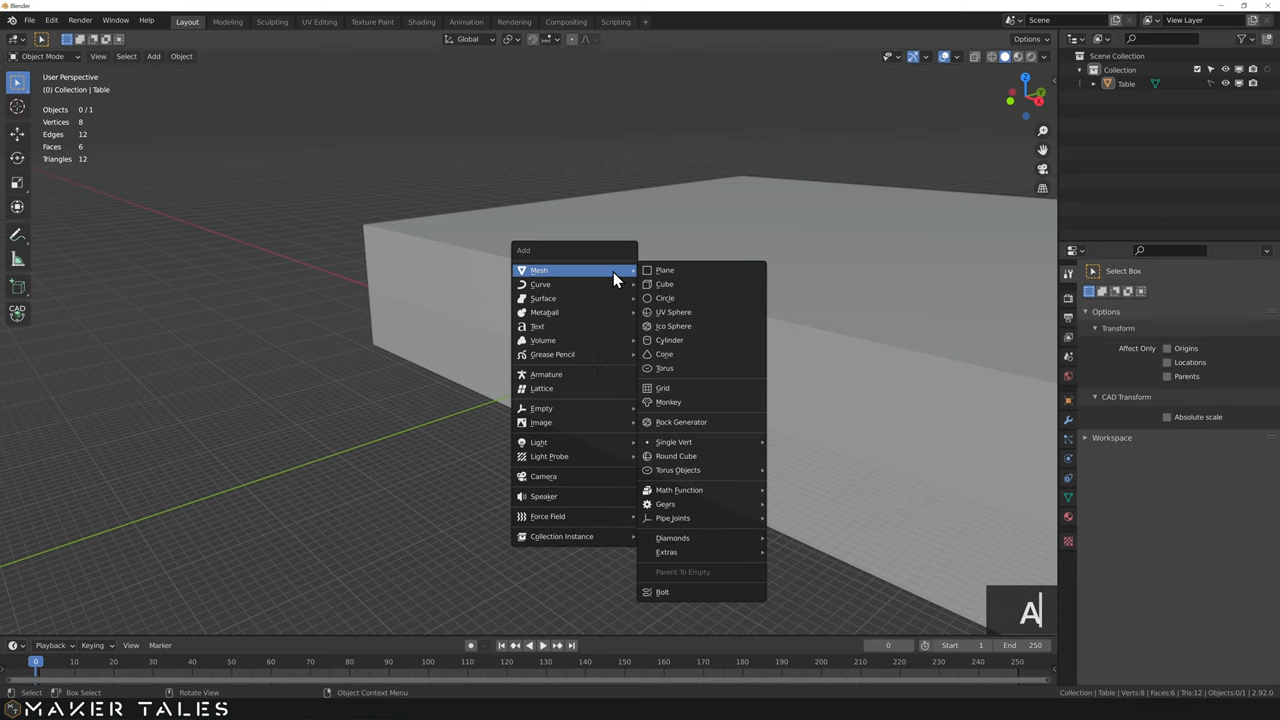 Blender
File Edit Render Window Help Layout Modeling Sculpting UV Editing Texture Paint Shading Animation Rendering Compositing Scripting + Scene View Layer
Global Options
Object Mode View Select Add Object
User Perspective
(0) Collection | Table
Objects 0 / 1
Vertices 8
Edges 12
Faces 6
Triangles 12
CAD
Z
Y
X
Add
Mesh
Curve
Surface
Metaball
Text
Volume
Grease Pencil
Armature
Lattice
Empty
Image
Light
Light Probe
Camera
Speaker
Force Field
Collection Instance
Plane
Cube
Circle
UV Sphere
Ico Sphere
Cylinder
Cone
Torus
Grid
Monkey
Rock Generator
Single Vert
Round Cube
Torus Objects
Math Function
Gears
Pipe Joints
Diamonds
Extras
Parent To Empty
Bolt
A
Scene Collection
Collection
Table
Select Box
Options
Transform
Affect Only Origins
Locations
Parents
CAD Transform
Absolute scale
Workspace
Playback Keying View Marker 0 Start 1 End 250
0 10 20 30 40 50 60 70 80 90 100 110 120 130 140 150 160 170 180 190 200 210 220 230 240 250
Select Box Select Rotate View Object Context Menu Collection | Table | Verts:8 | Faces:6 | Tris:12 | Objects:0/1 | 2.92.0
MAKER TALES